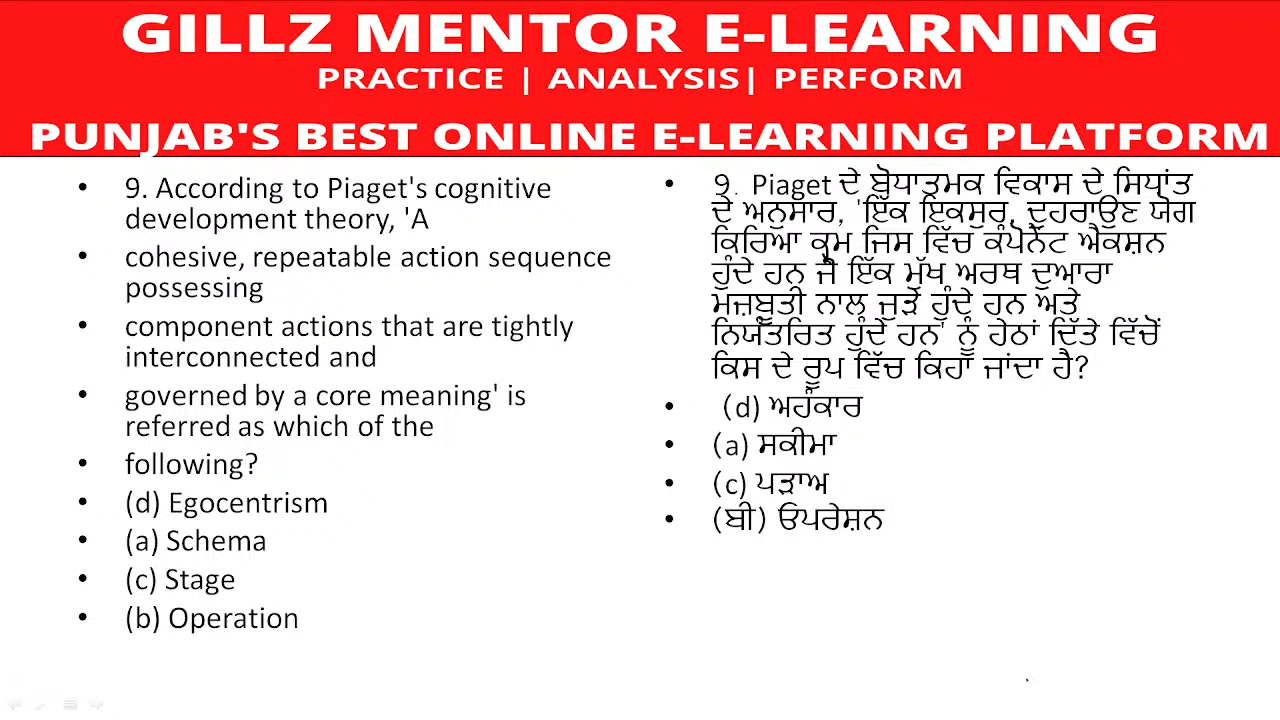 GILLZ MENTOR E-LEARNING
PRACTICE | ANALYSIS| PERFORM
PUNJAB'S BEST ONLINE E-LEARNING PLATFORM
• 9. According to Piaget's cognitive
development theory, 'A
• cohesive, repeatable action sequence
possessing
• component actions that are tightly
interconnected and
• governed by a core meaning' is
referred as which of the
• following?
• (d) Egocentrism
• (a) Schema
• (c) Stage
• (b) Operation
• 9. Piaget ਦੇ ਬੋਧਾਤਮਕ ਵਿਕਾਸ ਦੇ ਸਿਧਾਂਤ
ਦੇ ਅਨੁਸਾਰ, 'ਇੱਕ ਇਕਸੁਰ, ਦੁਹਰਾਉਣ ਯੋਗ
ਕਿਰਿਆ ਕ੍ਰਮ ਜਿਸ ਵਿੱਚ ਕੰਪੋਨੈਂਟ ਐਕਸ਼ਨ
ਹੁੰਦੇ ਹਨ ਜੋ ਇੱਕ ਮੁੱਖ ਅਰਥ ਦੁਆਰਾ
ਮਜ਼ਬੂਤੀ ਨਾਲ ਜੁੜੇ ਹੁੰਦੇ ਹਨ ਅਤੇ
ਨਿਯੰਤਰਿਤ ਹੁੰਦੇ ਹਨ' ਨੂੰ ਹੇਠਾਂ ਦਿੱਤੇ ਵਿੱਚੋਂ
ਕਿਸ ਦੇ ਰੂਪ ਵਿੱਚ ਕਿਹਾ ਜਾਂਦਾ ਹੈ?
• (d) ਅਹੰਕਾਰ
• (a) ਸਕੀਮਾ
• (c) ਪੜਾਅ
• (ਬੀ) ਓਪਰੇਸ਼ਨ